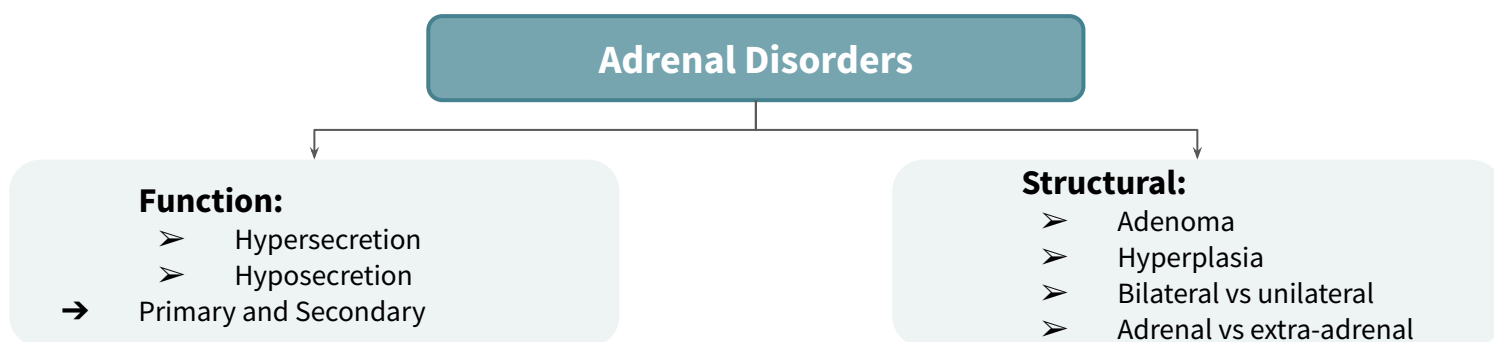 Adrenal Disorders
Function:
➢ Hypersecretion
➢ Hyposecretion
➔ Primary and Secondary
Structural:
➢ Adenoma
➢ Hyperplasia
➢ Bilateral vs unilateral
➢ Adrenal vs extra-adrenal